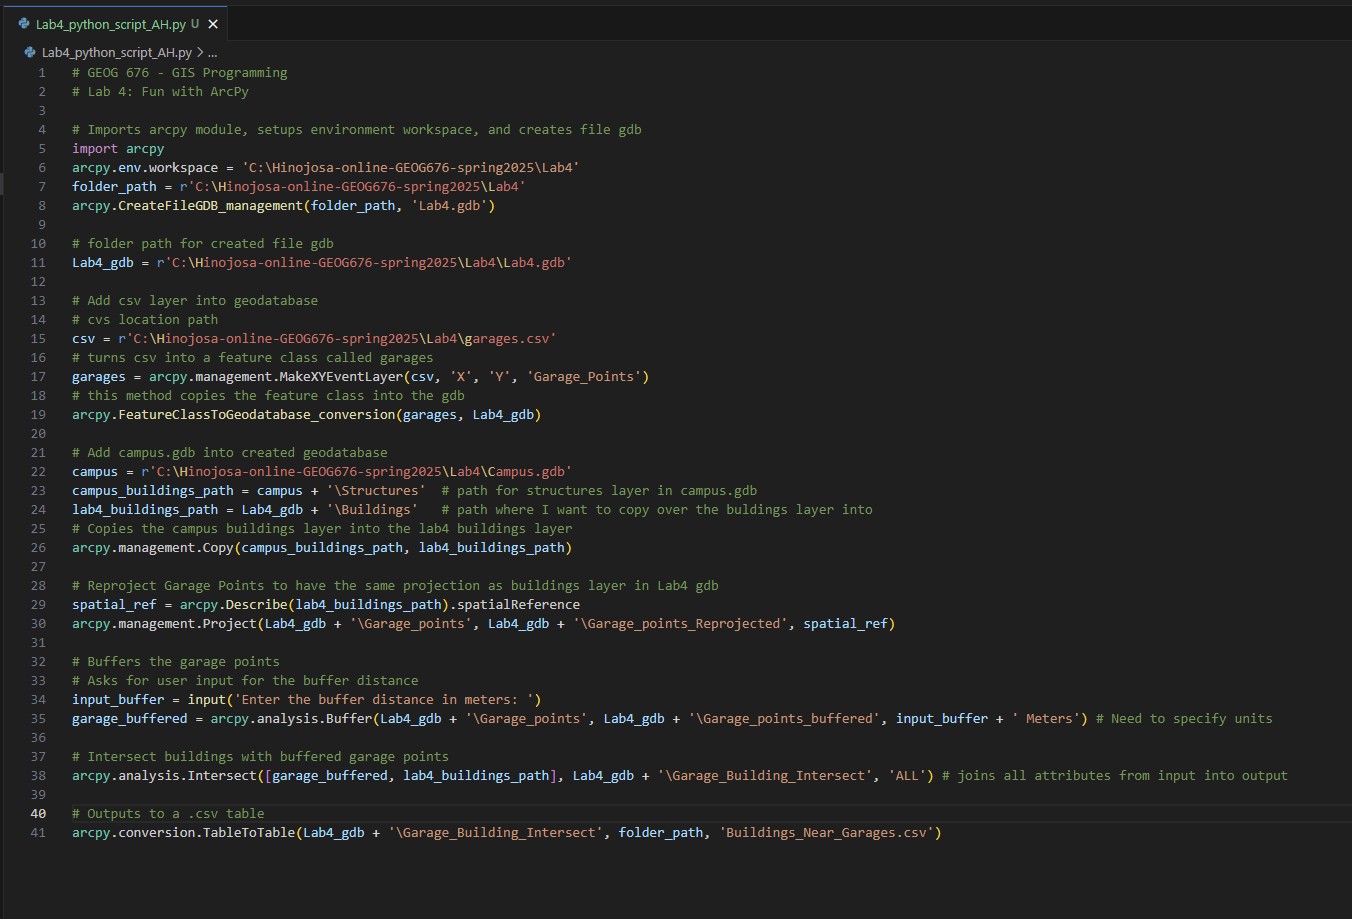 Lab4_python_script_AH.py U ×
Lab4_python_script_AH.py > ...
1 # GEOG 676 - GIS Programming
2 # Lab 4: Fun with ArcPy
3
4 # Imports arcpy module, setups environment workspace, and creates file gdb
5 import arcpy
6 arcpy.env.workspace = 'C:\Hinojosa-online-GEOG676-spring2025\Lab4'
7 folder_path = r'C:\Hinojosa-online-GEOG676-spring2025\Lab4'
8 arcpy.CreateFileGDB_management(folder_path, 'Lab4.gdb')
9
10 # folder path for created file gdb
11 Lab4_gdb = r'C:\Hinojosa-online-GEOG676-spring2025\Lab4\Lab4.gdb'
12
13 # Add csv layer into geodatabase
14 # cvs location path
15 csv = r'C:\Hinojosa-online-GEOG676-spring2025\Lab4\garages.csv'
16 # turns csv into a feature class called garages
17 garages = arcpy.management.MakeXYEventLayer(csv, 'X', 'Y', 'Garage_Points')
18 # this method copies the feature class into the gdb
19 arcpy.FeatureClassToGeodatabase_conversion(garages, Lab4_gdb)
20
21 # Add campus.gdb into created geodatabase
22 campus = r'C:\Hinojosa-online-GEOG676-spring2025\Lab4\Campus.gdb'
23 campus_buildings_path = campus + '\Structures'  # path for structures layer in campus.gdb
24 lab4_buildings_path = Lab4_gdb + '\Buildings'   # path where I want to copy over the buldings layer into
25 # Copies the campus buildings layer into the lab4 buildings layer
26 arcpy.management.Copy(campus_buildings_path, lab4_buildings_path)
27
28 # Reproject Garage Points to have the same projection as buildings layer in Lab4 gdb
29 spatial_ref = arcpy.Describe(lab4_buildings_path).spatialReference
30 arcpy.management.Project(Lab4_gdb + '\Garage_points', Lab4_gdb + '\Garage_points_Reprojected', spatial_ref)
31
32 # Buffers the garage points
33 # Asks for user input for the buffer distance
34 input_buffer = input('Enter the buffer distance in meters: ')
35 garage_buffered = arcpy.analysis.Buffer(Lab4_gdb + '\Garage_points', Lab4_gdb + '\Garage_points_buffered', input_buffer + ' Meters') # Need to specify units
36
37 # Intersect buildings with buffered garage points
38 arcpy.analysis.Intersect([garage_buffered, lab4_buildings_path], Lab4_gdb + '\Garage_Building_Intersect', 'ALL') # joins all attributes from input into output
39
40 # Outputs to a .csv table
41 arcpy.conversion.TableToTable(Lab4_gdb + '\Garage_Building_Intersect', folder_path, 'Buildings_Near_Garages.csv')